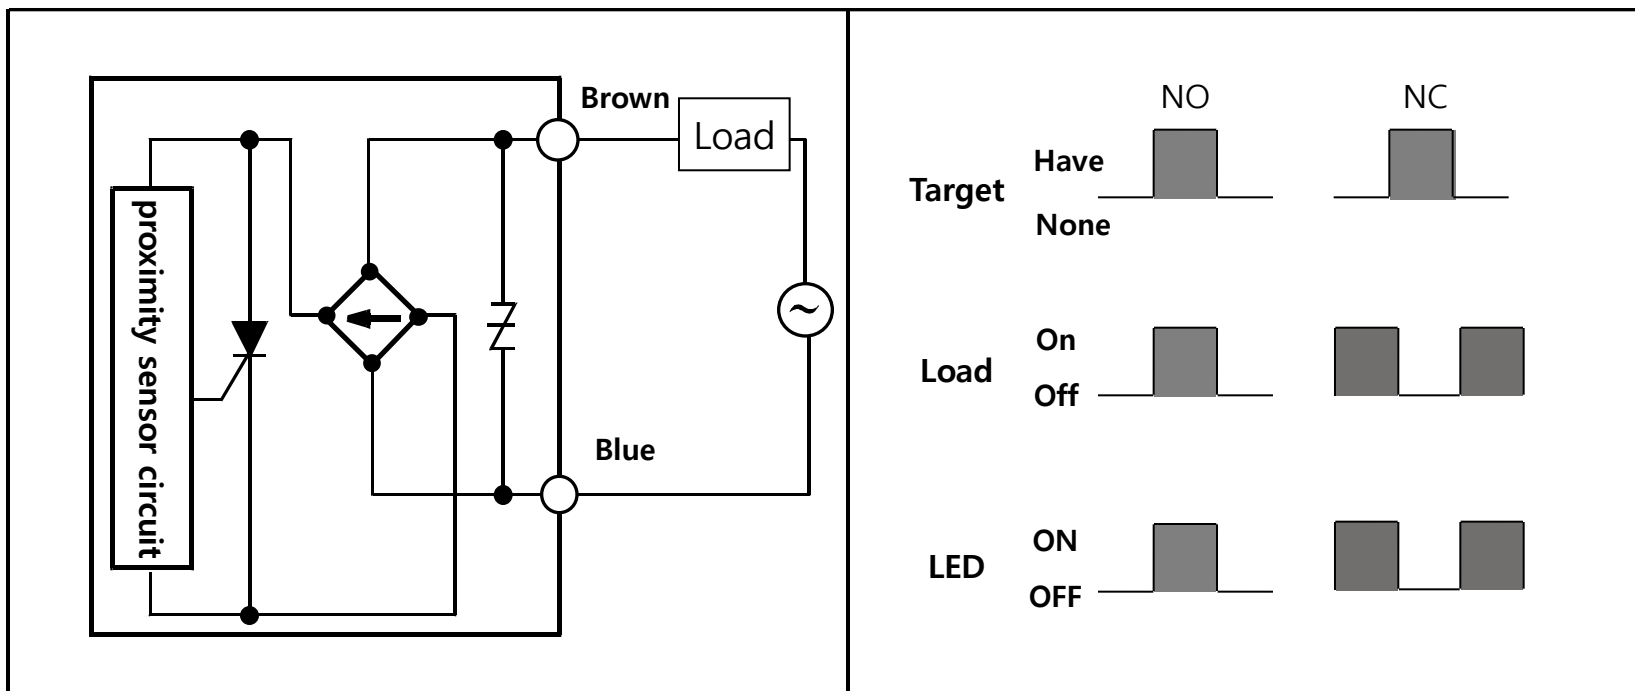 Brown
Load
proximity sensor circuit
Blue
NO
NC
Target
Have
None
Load
On
Off
LED
ON
OFF